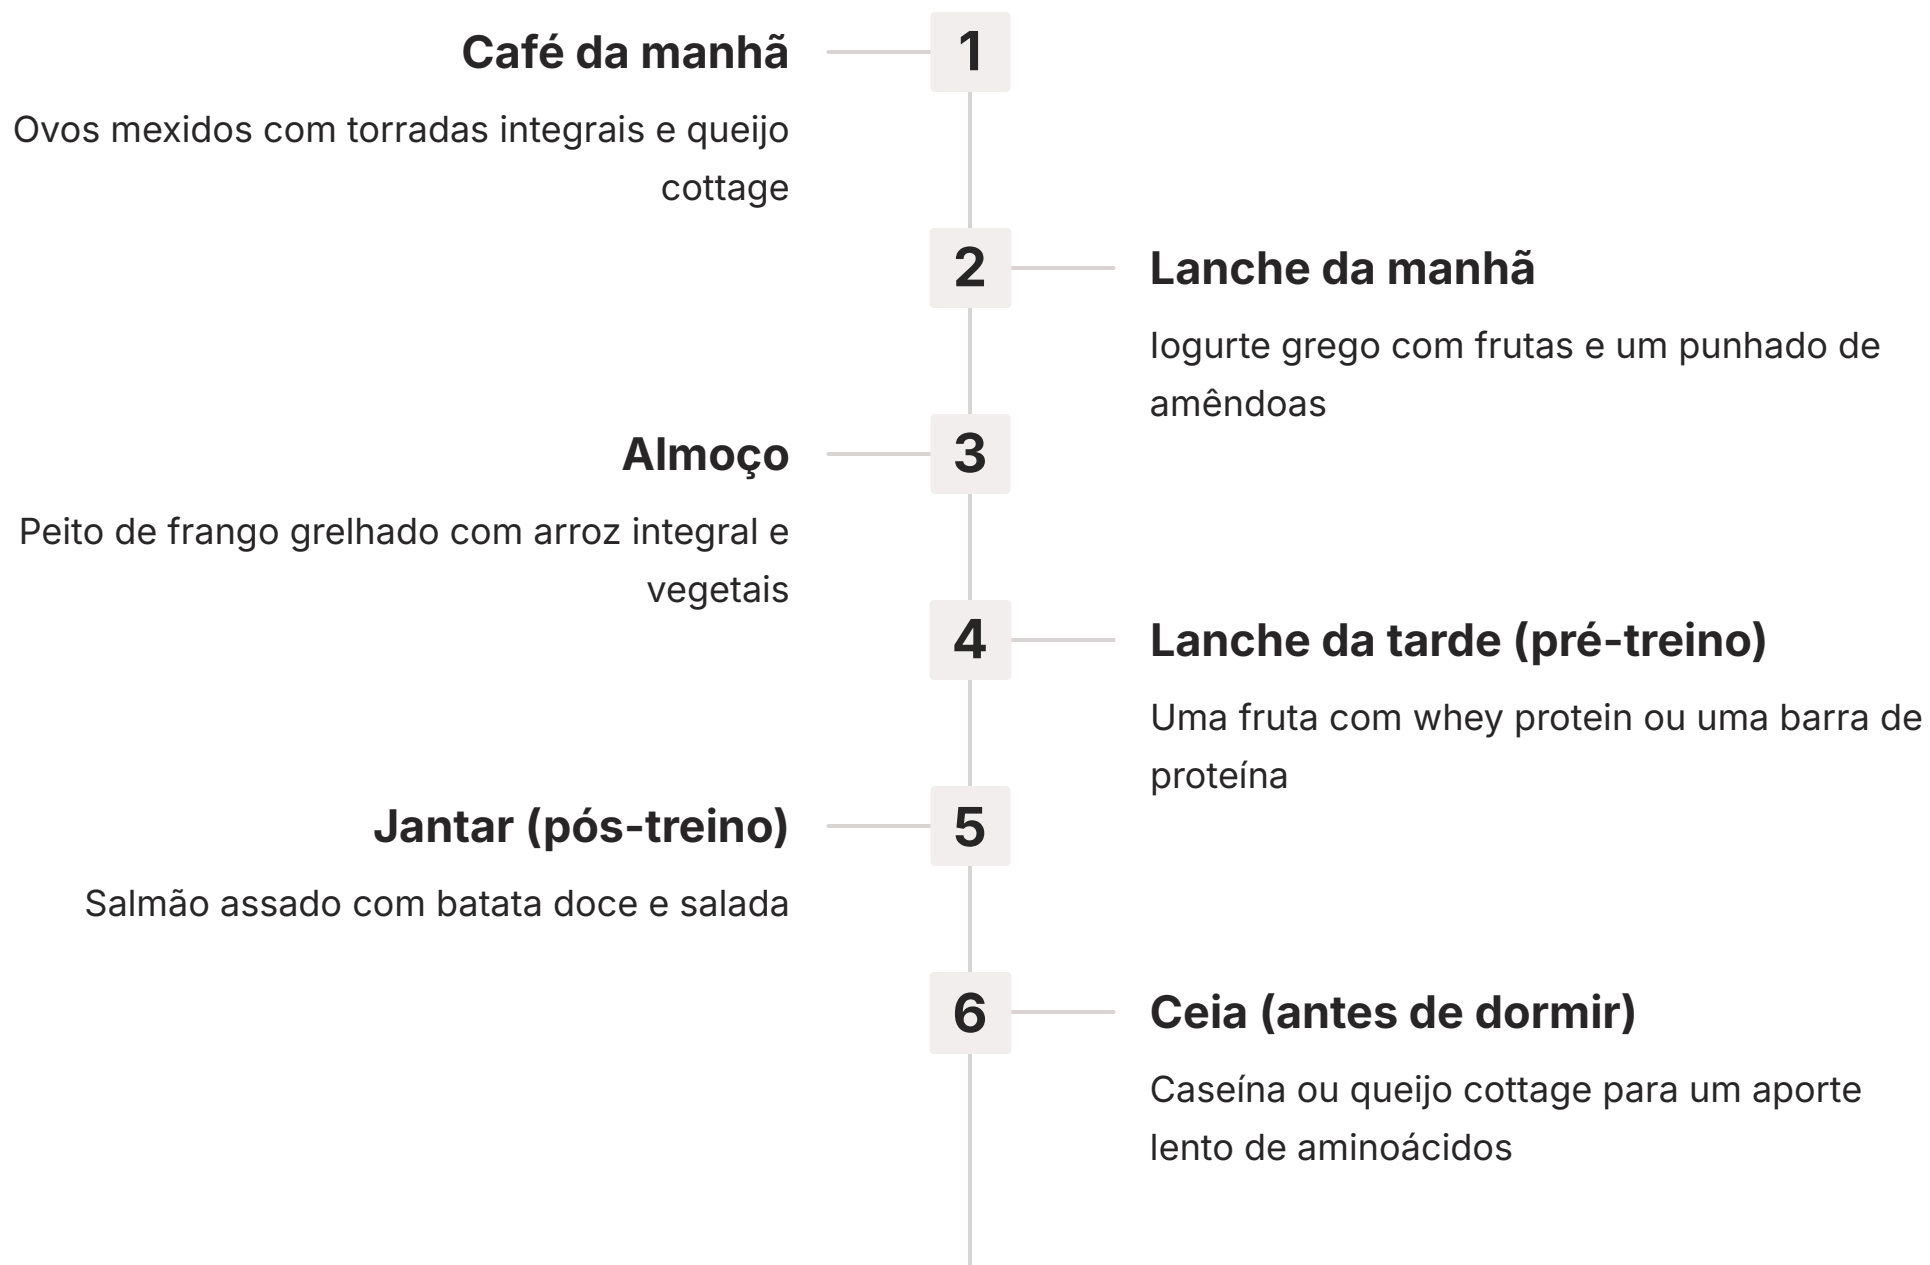 Café da manhã
1
Ovos mexidos com torradas integrais e queijo
cottage
2
Lanche da manhã
Iogurte grego com frutas e um punhado de
amêndoas
Almoço
3
Peito de frango grelhado com arroz integral e
vegetais
4
Lanche da tarde (pré-treino)
Uma fruta com whey protein ou uma barra de
proteína
Jantar (pós-treino)
5
Salmão assado com batata doce e salada
6
Ceia (antes de dormir)
Caseína ou queijo cottage para um aporte
lento de aminoácidos